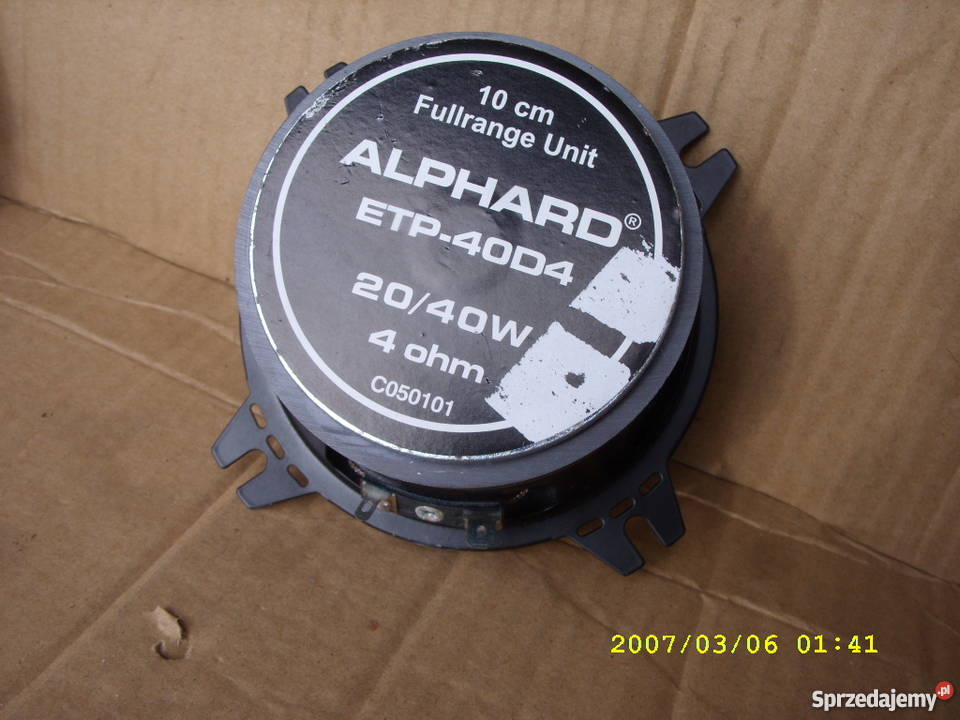 10 cm
Fullrange Unit
ALPHARD®
ETP-40D4
20/40W
4 ohm
C050101
2007/03/06 01:41
Sprzedajemy.pl